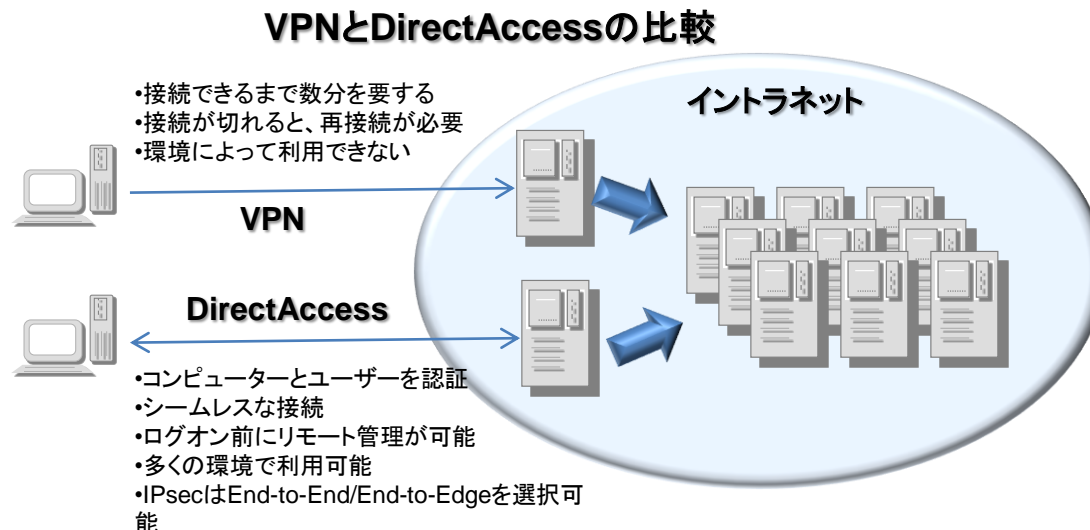 VPNとDirectAccessの比較
•接続できるまで数分を要する
•接続が切れると、再接続が必要
•環境によって利用できない
イントラネット
VPN
DirectAccess
•コンピューターとユーザーを認証
•シームレスな接続
•ログオン前にリモート管理が可能
•多くの環境で利用可能
•IPsecはEnd-to-End/End-to-Edgeを選択可
能